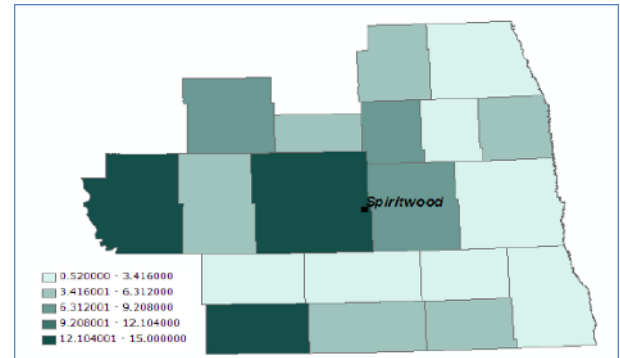 Spiritwood
0.520000 - 3.416000
3.416001 - 6.312000
6.312001 - 9.208000
9.208001 - 12.104000
12.104001 - 15.000000